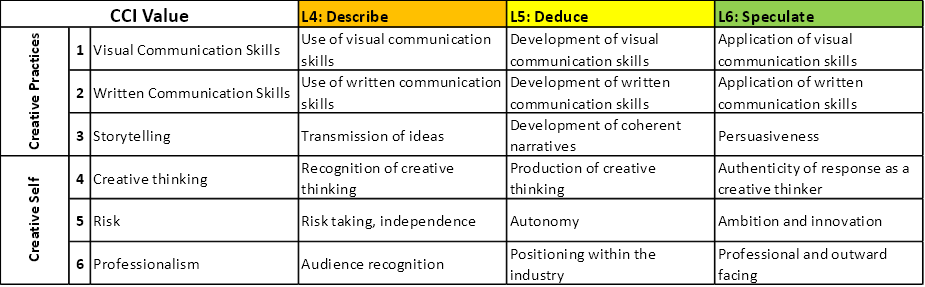 CCI Value L4: Describe L5: Deduce L6: Speculate
Creative Practices
1 Visual Communication Skills
Use of visual communication
skills
Development of visual
communication skills
Application of visual
communication skills
2 Written Communication Skills
Use of written communication
skills
Development of written
communication skills
Application of written
communication skills
3 Storytelling
Transmission of ideas
Development of coherent
narratives
Persuasiveness
Creative Self
4 Creative thinking
Recognition of creative
thinking
Production of creative
thinking
Authenticity of response as a
creative thinker
5 Risk
Risk taking, independence
Autonomy
Ambition and innovation
6 Professionalism
Audience recognition
Positioning within the
industry
Professional and outward
facing